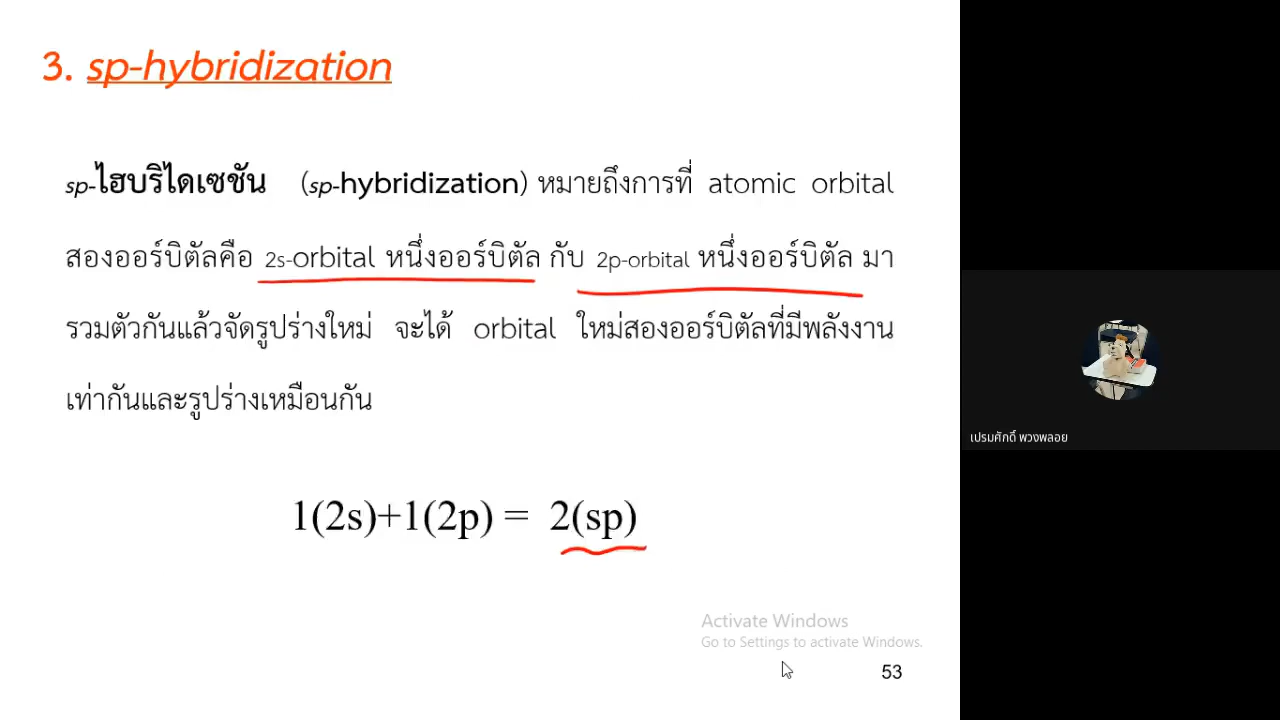 3. sp-hybridization
sp-ไฮบริไดเซชัน (sp-hybridization) หมายถึงการที่ atomic orbital
สองออร์บิตัลคือ 2s-orbital หนึ่งออร์บิตัล กับ 2p-orbital หนึ่งออร์บิตัล มา
รวมตัวกันแล้วจัดรูปร่างใหม่ จะได้ orbital ใหม่สองออร์บิตัลที่มีพลังงาน
เท่ากันและรูปร่างเหมือนกัน
1(2s)+1(2p) = 2(sp)
Activate Windows
Go to Settings to activate Windows.
53
เปรมศักดิ์ พวงพลอย